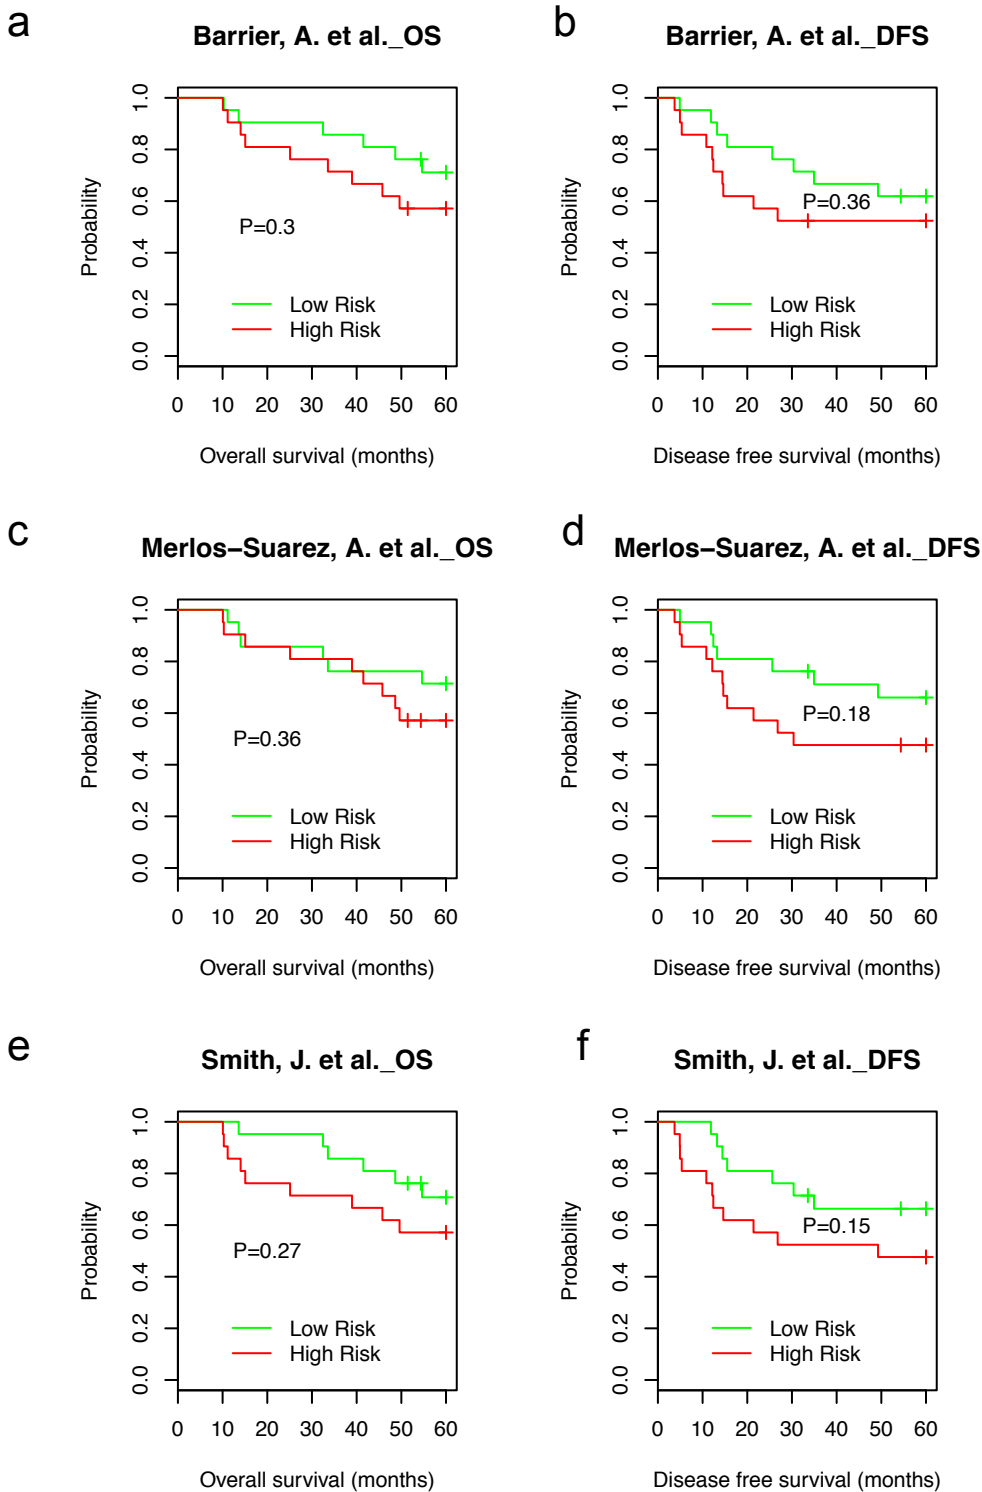 a
Barrier, A. et al._OS
Probability
0.0 0.2 0.4 0.6 0.8 1.0
P=0.3
Low Risk
High Risk
0 10 20 30 40 50 60
Overall survival (months)
b
Barrier, A. et al._DFS
Probability
0.0 0.2 0.4 0.6 0.8 1.0
P=0.36
Low Risk
High Risk
0 10 20 30 40 50 60
Disease free survival (months)
c
Merlos−Suarez, A. et al._OS
Probability
0.0 0.2 0.4 0.6 0.8 1.0
P=0.36
Low Risk
High Risk
0 10 20 30 40 50 60
Overall survival (months)
d
Merlos−Suarez, A. et al._DFS
Probability
0.0 0.2 0.4 0.6 0.8 1.0
P=0.18
Low Risk
High Risk
0 10 20 30 40 50 60
Disease free survival (months)
e
Smith, J. et al._OS
Probability
0.0 0.2 0.4 0.6 0.8 1.0
P=0.27
Low Risk
High Risk
0 10 20 30 40 50 60
Overall survival (months)
f
Smith, J. et al._DFS
Probability
0.0 0.2 0.4 0.6 0.8 1.0
P=0.15
Low Risk
High Risk
0 10 20 30 40 50 60
Disease free survival (months)